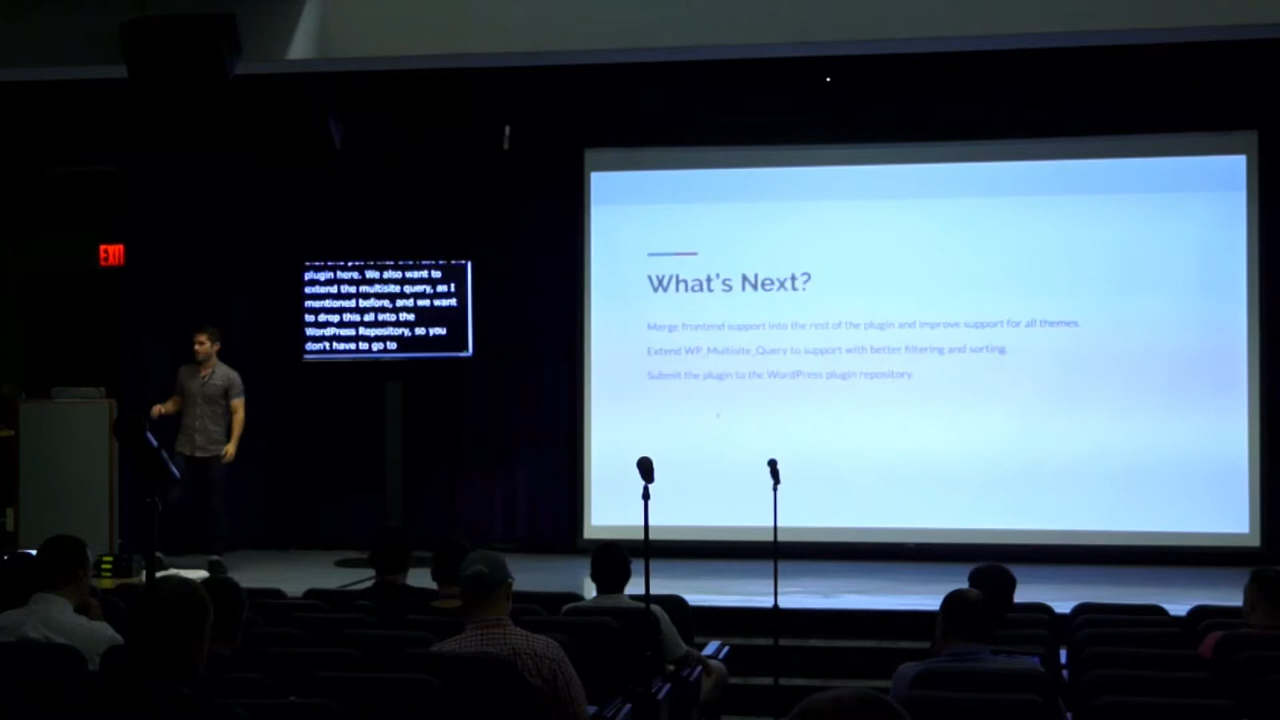 EXIT
plugin here. We also want to
extend the multisite query, as I
mentioned before, and we want
to drop this all into the
WordPress Repository, so you
don't have to go to
What's Next?
Merge frontend support into the rest of the plugin and improve support for all themes.
Extend WP_Multisite_Query to support with better filtering and sorting.
Submit the plugin to the WordPress plugin repository.